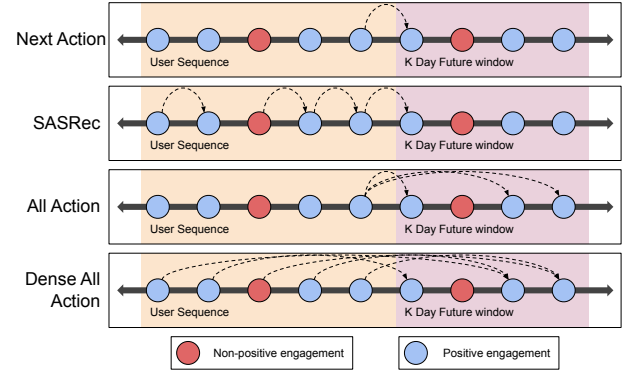 Next Action
User Sequence
K Day Future window
SASRec
User Sequence
K Day Future window
All Action
User Sequence
K Day Future window
Dense All
Action
User Sequence
K Day Future window
Non-positive engagement
Positive engagement